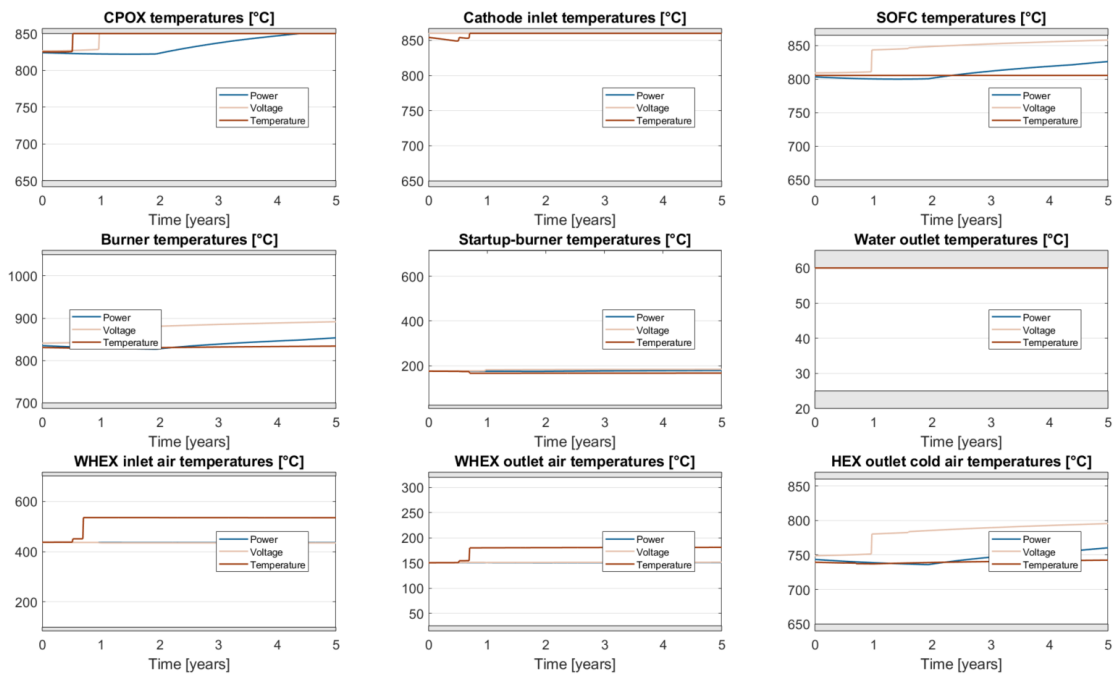 CPOX temperatures [°C]
850
800
750
700
650
0 1 2 3 4 5
Time [years]
Power
Voltage
Temperature
Cathode inlet temperatures [°C]
850
800
750
700
650
0 1 2 3 4 5
Time [years]
Power
Voltage
Temperature
SOFC temperatures [°C]
850
800
750
700
650
0 1 2 3 4 5
Time [years]
Power
Voltage
Temperature
Burner temperatures [°C]
1000
900
800
700
0 1 2 3 4 5
Time [years]
Power
Voltage
Temperature
Startup-burner temperatures [°C]
600
400
200
0 1 2 3 4 5
Time [years]
Power
Voltage
Temperature
Water outlet temperatures [°C]
60
50
40
30
20
0 1 2 3 4 5
Time [years]
Power
Voltage
Temperature
WHEX inlet air temperatures [°C]
600
400
200
0 1 2 3 4 5
Time [years]
Power
Voltage
Temperature
WHEX outlet air temperatures [°C]
300
250
200
150
100
50
0 1 2 3 4 5
Time [years]
Power
Voltage
Temperature
HEX outlet cold air temperatures [°C]
850
800
750
700
650
0 1 2 3 4 5
Time [years]
Power
Voltage
Temperature